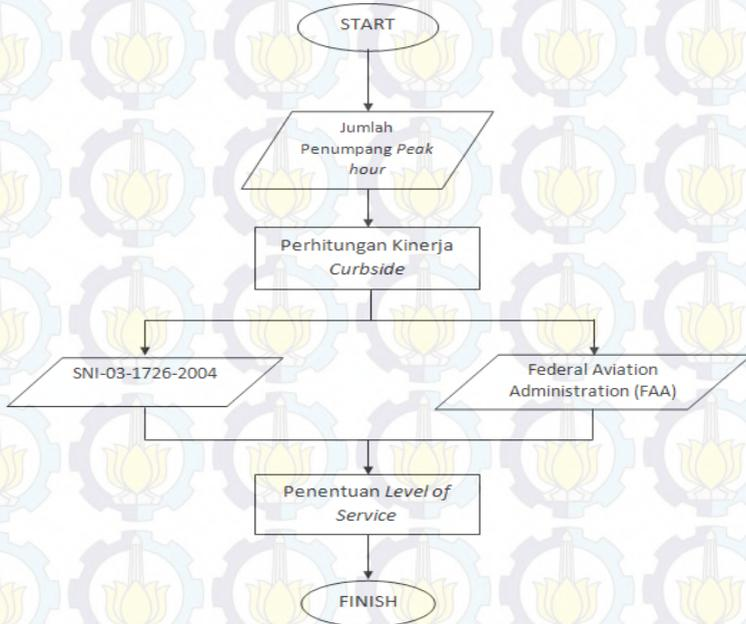 START
Jumlah
Penumpang Peak
hour
Perhitungan Kinerja
Curbside
SNI-03-1726-2004
Federal Aviation
Administration (FAA)
Penentuan Level of
Service
FINISH